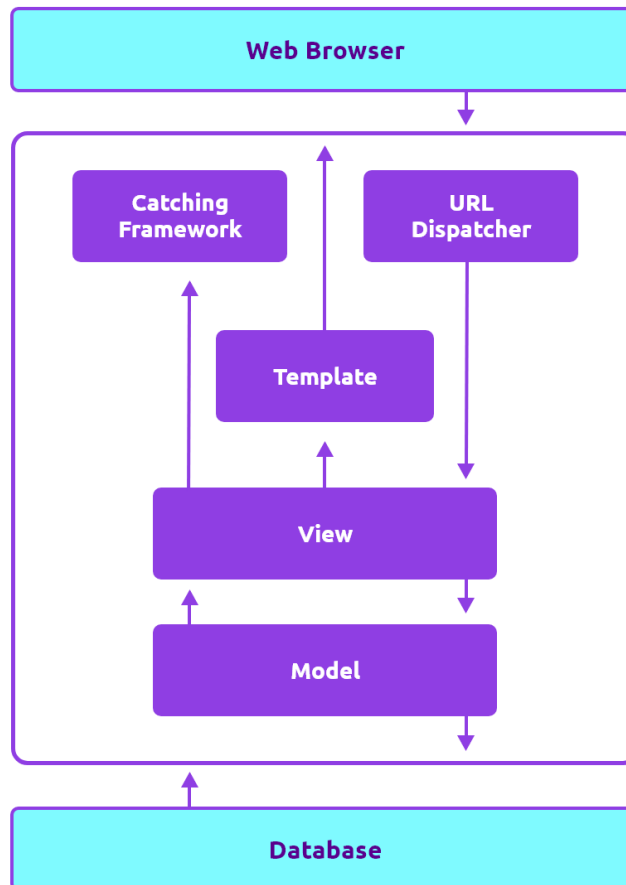 Web Browser
Catching
Framework
URL
Dispatcher
Template
View
Model
Database